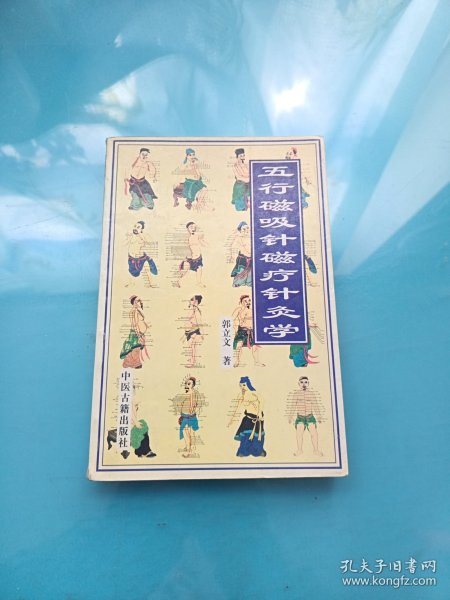 五行磁吸针磁疗针灸学
郭立文 著
中医古籍出版社
孔夫子旧书网
www.kongfz.com